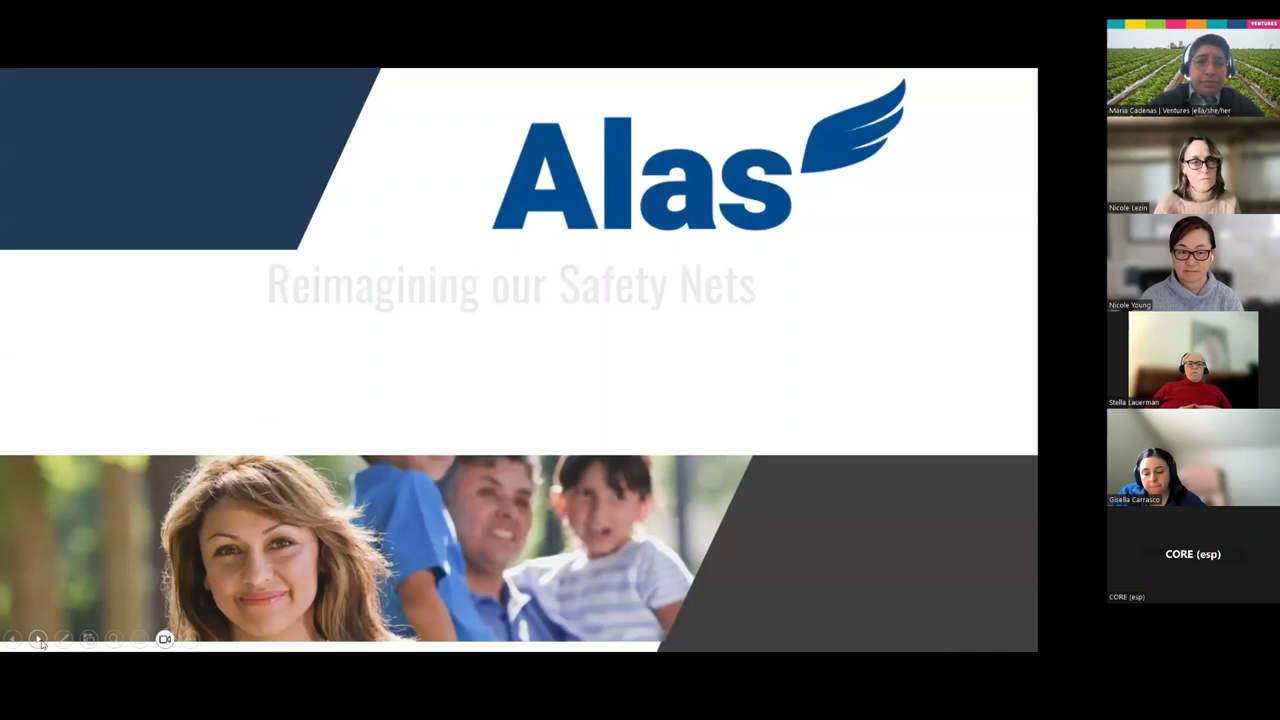 Alas
Reimagining our Safety Nets
VENTURES
Maria Cadenas | Ventures |ella/she/her
Nicole Lezin
Nicole Young
Stella Lauerman
Gisella Carrasco
CORE (esp)
CORE (esp)